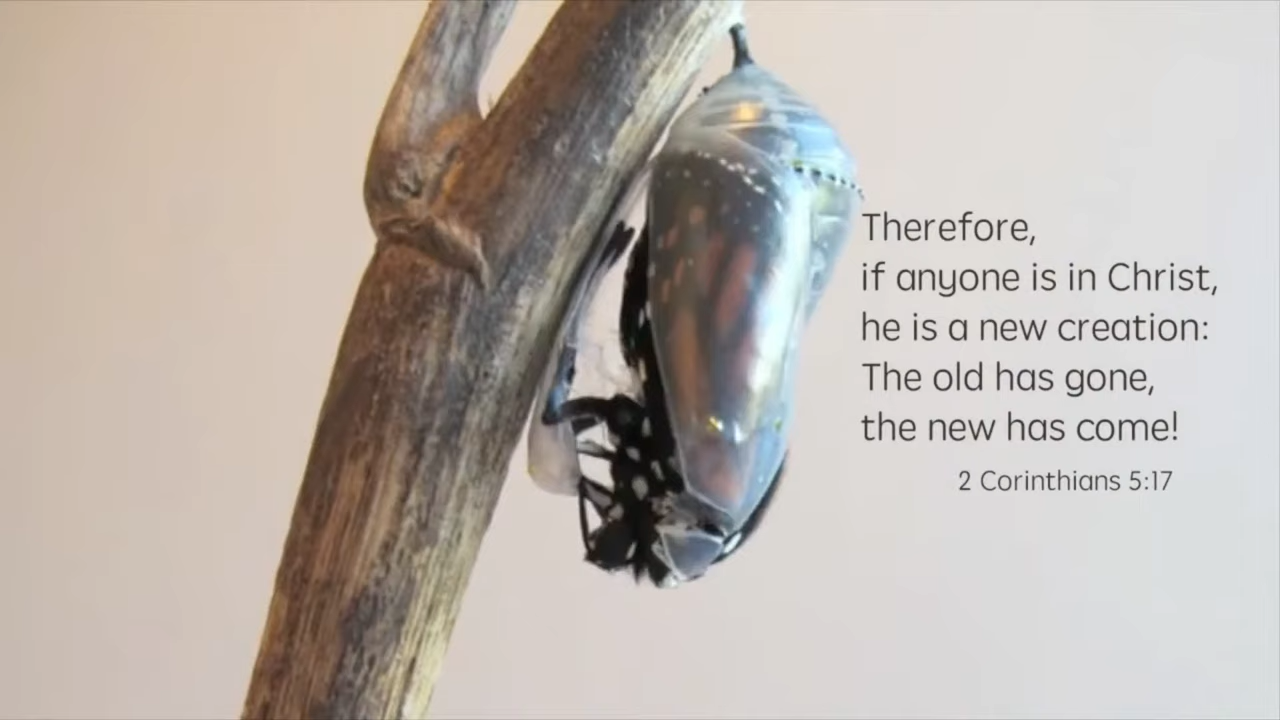 Therefore,
if anyone is in Christ,
he is a new creation:
The old has gone,
the new has come!
2 Corinthians 5:17